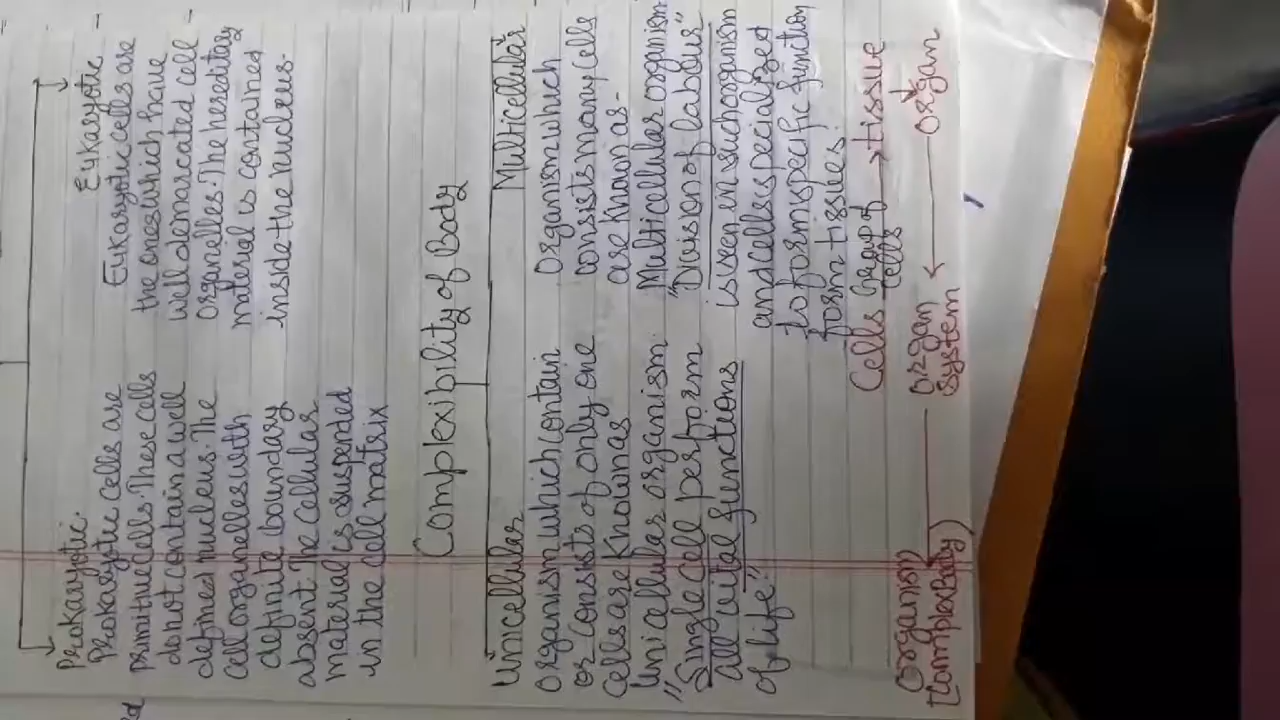 Prokaryotic.
Prokaryotic cells are
primitive cells. These cells
do not contain a well
defined nucleus. The
cell organelles with
definite boundary
absent. The cellular
material is suspended
in the cell matrix
Eukaryotic -
Eukaryotic cells are
the ones which have
well demarcated cell -
organelles. The hereditary
material is contained
inside the nucleus.
Complexibility of Body
Unicellular
Organism which contain
or consists of only one
cells are known as
Unicellular organism.
"Single cell perform
all vital functions
of life."
Multicellular
Organism which
consists many cells
are known as -
Multicellular organism
"Division of labour"
is seen in such organism
and cells specialized
to form specific function
form tissues.
Cells Group of cells → tissue
organ
organ system
organism
(complex Body)